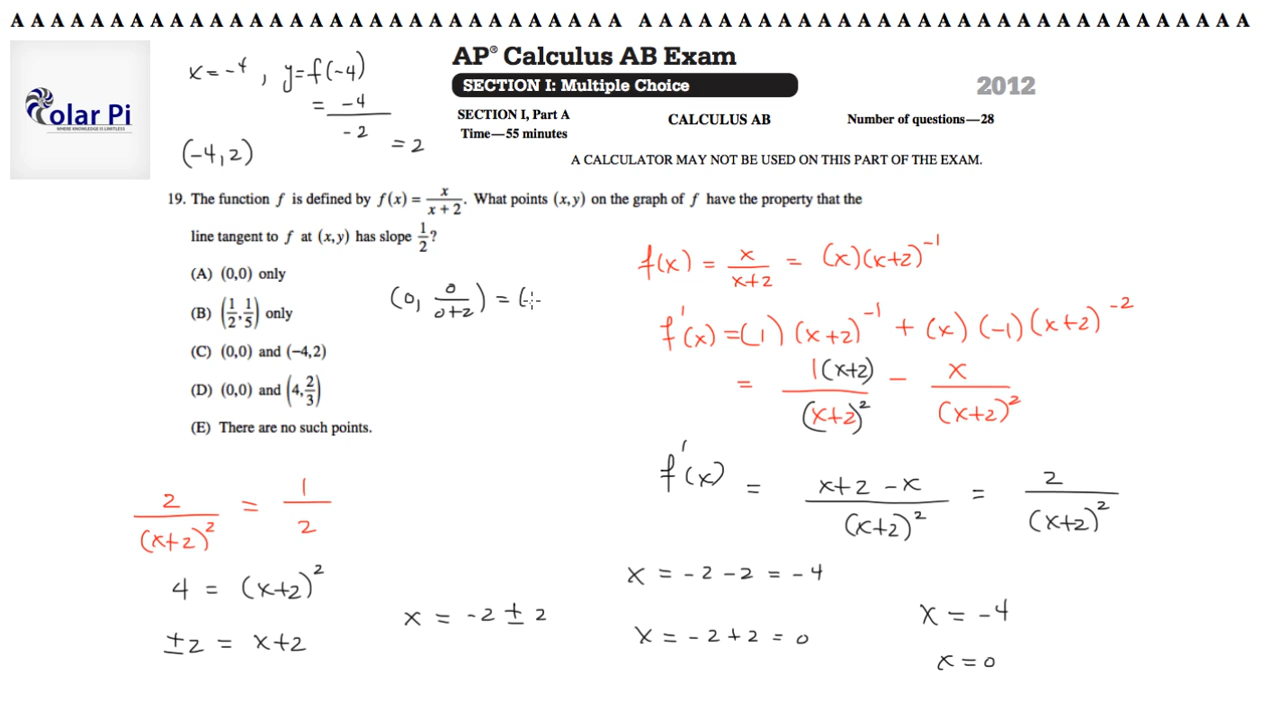 A A A A A A A A A A A A A A A A A A A A A A A A A A A A A A A A A A A A A A A A A A A A A A A A A A A A A A A A A A A A
x = -4 , y = f(-4)
= -4 / -2 = 2
(-4, 2)
olar Pi
WHERE KNOWLEDGE IS LIMITLESS
AP® Calculus AB Exam
SECTION I: Multiple Choice
2012
SECTION I, Part A
Time—55 minutes
CALCULUS AB
Number of questions—28
A CALCULATOR MAY NOT BE USED ON THIS PART OF THE EXAM.
19. The function f is defined by f(x) = x/(x + 2). What points (x, y) on the graph of f have the property that the
line tangent to f at (x, y) has slope 1/2?
(A) (0,0) only
(B) (1/2, 1/5) only
(C) (0,0) and (−4,2)
(D) (0,0) and (4, 2/3)
(E) There are no such points.
(0, 0/(0+2)) = (
f(x) = x/(x+2) = (x)(x+2)^-1
f'(x) = (1)(x+2)^-1 + (x)(-1)(x+2)^-2
= 1(x+2)/(x+2)^2 - x/(x+2)^2
f'(x) = (x+2-x)/(x+2)^2 = 2/(x+2)^2
2/(x+2)^2 = 1/2
4 = (x+2)^2
±2 = x+2
x = -2 ± 2
x = -2 - 2 = -4
x = -2 + 2 = 0
x = -4
x = 0